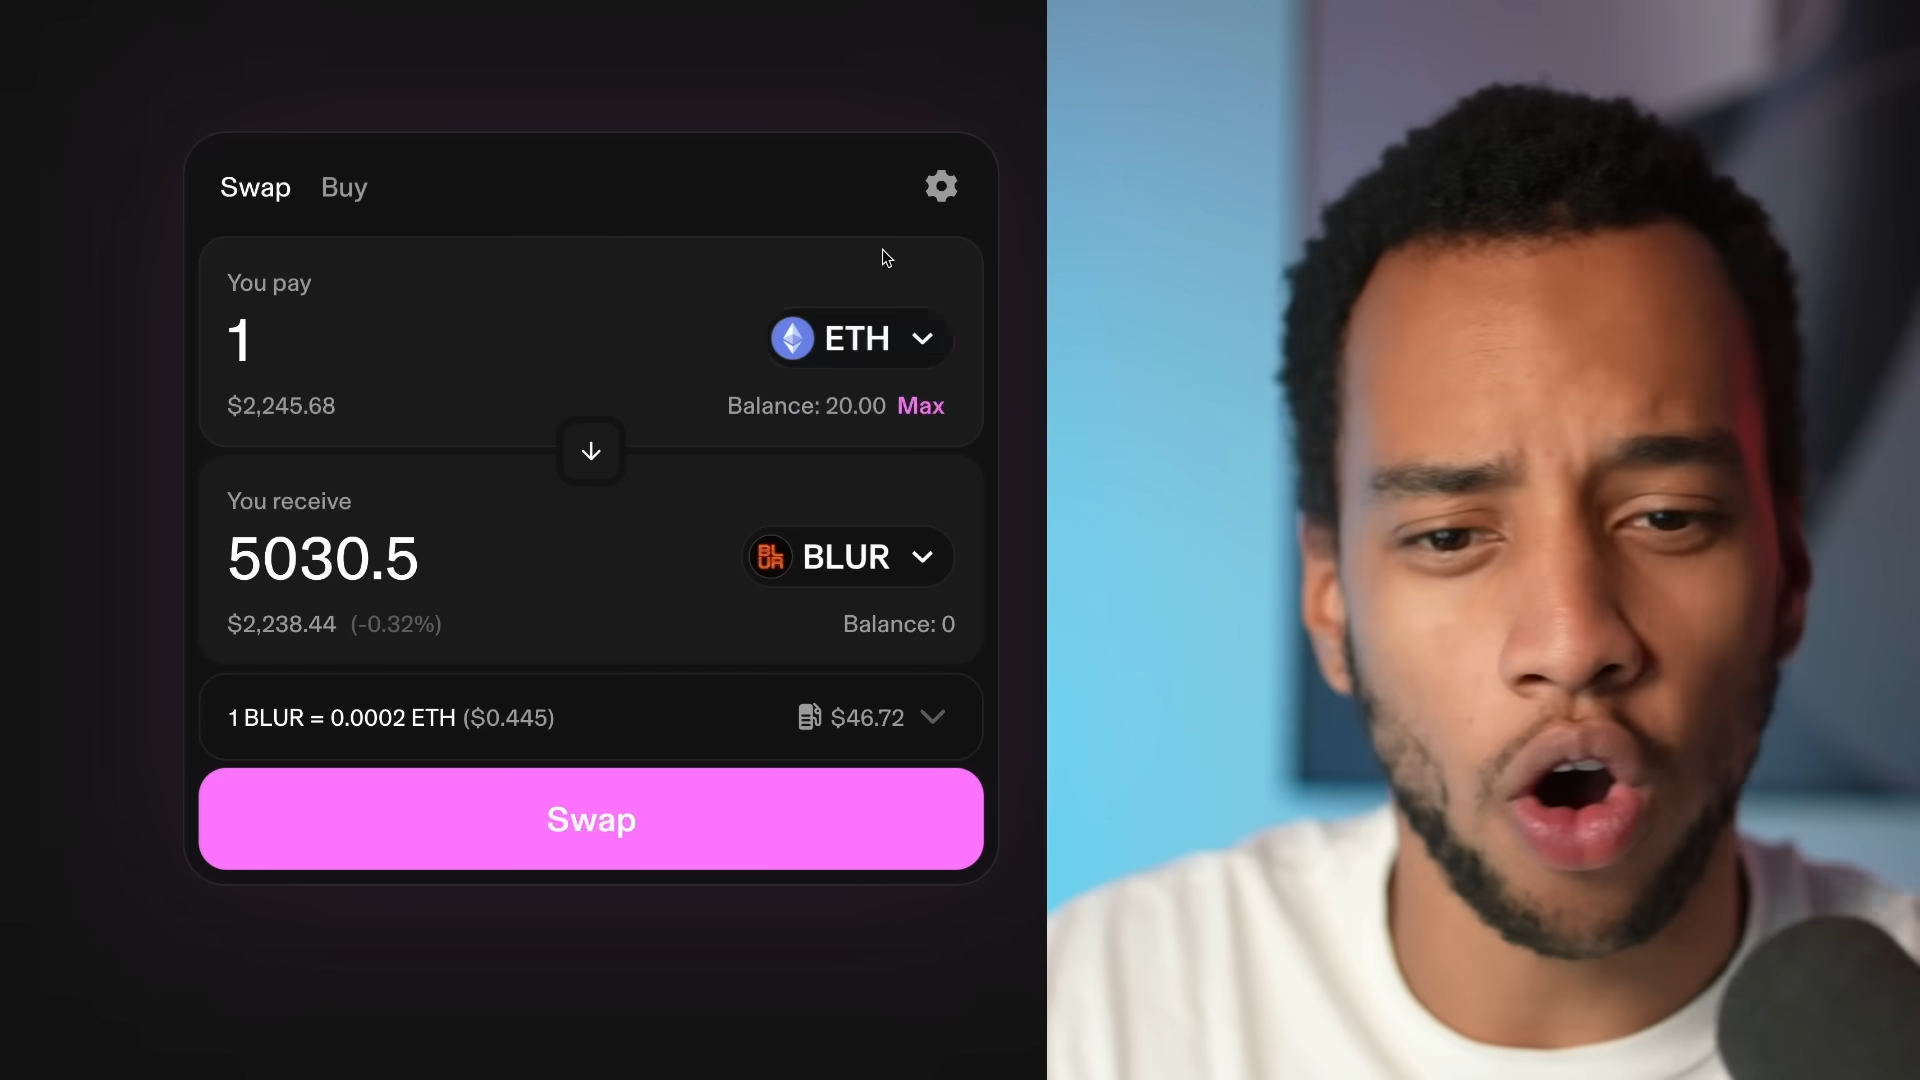 Swap Buy
You pay
1
ETH
$2,245.68
Balance: 20.00 Max
You receive
5030.5
BLUR
BLUR
$2,238.44 (-0.32%)
Balance: 0
1 BLUR = 0.0002 ETH ($0.445)
$46.72
Swap